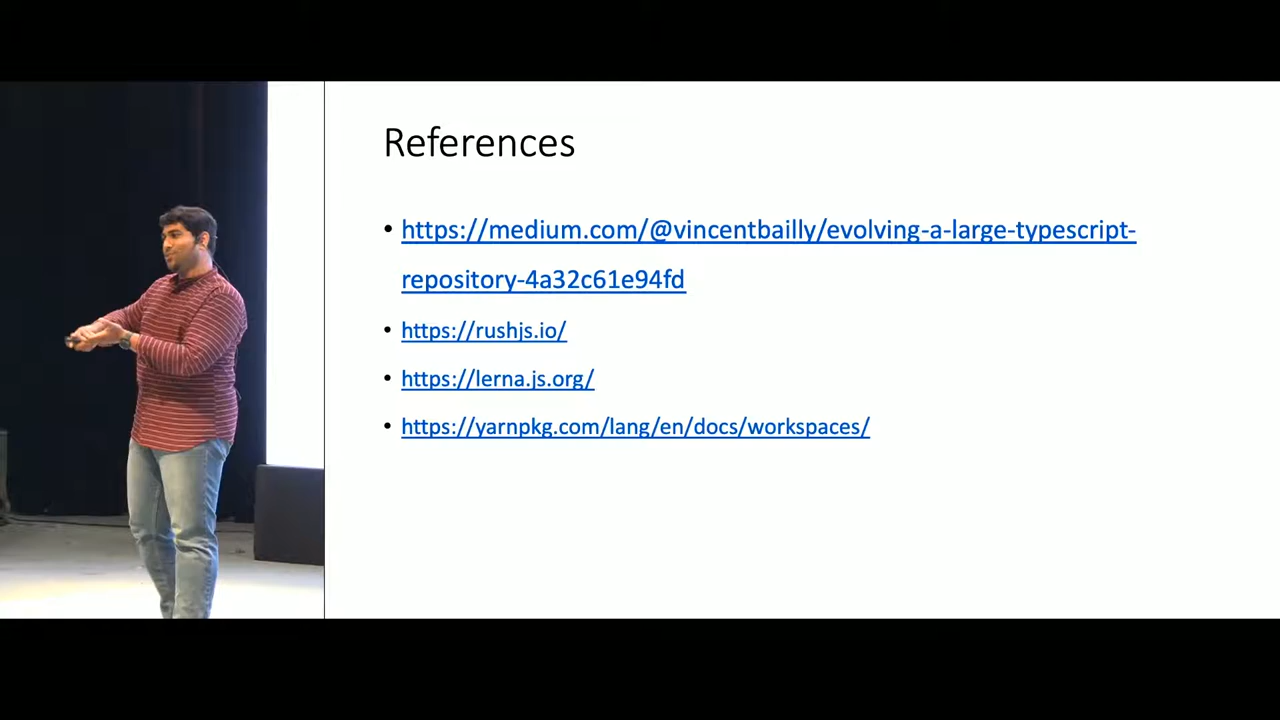 References
• https://medium.com/@vincentbailly/evolving-a-large-typescript-
repository-4a32c61e94fd
• https://rushjs.io/
• https://lerna.js.org/
• https://yarnpkg.com/lang/en/docs/workspaces/